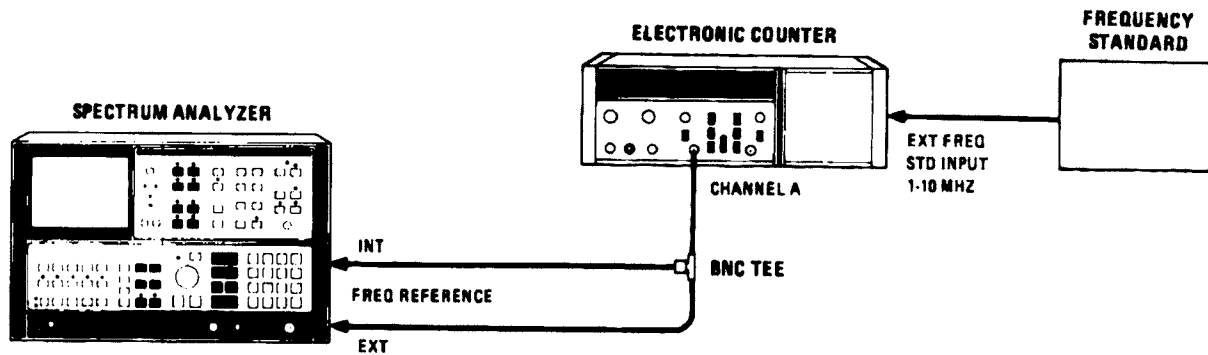 FREQUENCY
STANDARD
ELECTRONIC COUNTER
SPECTRUM ANALYZER
EXT FREQ
STD INPUT
1-10 MHZ
CHANNEL A
INT
BNC TEE
FREQ REFERENCE
EXT